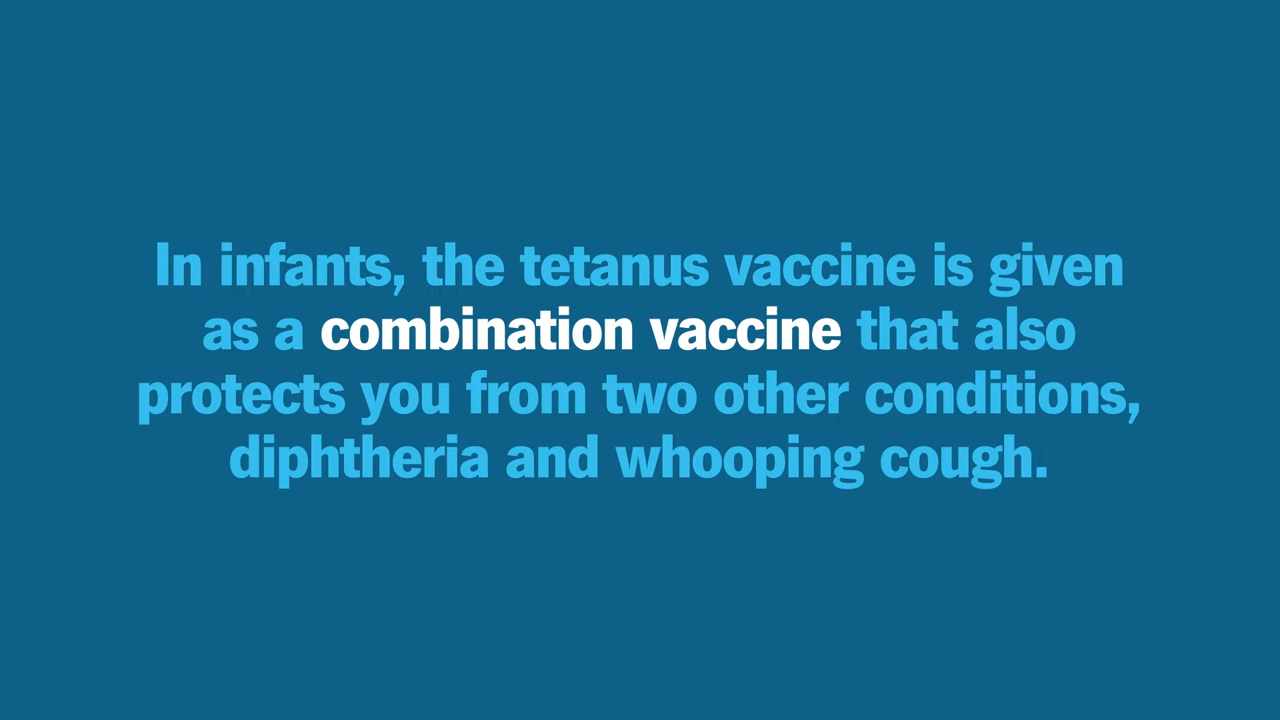 In infants, the tetanus vaccine is given
as a combination vaccine that also
protects you from two other conditions,
diphtheria and whooping cough.